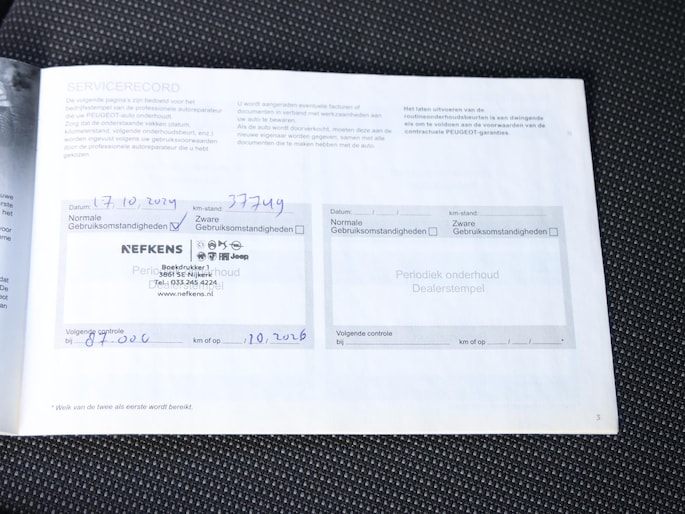 SERVICERECORD
De volgende pagina's zijn bedoeld voor het
bedrijfsstempel van de professionele autoreparateur
die uw PEUGEOT-auto onderhoudt.
Zorg dat de onderstaande vakken (datum,
kilometerstand, volgende onderhoudsbeurt, enz.)
worden ingevuld volgens uw gebruiksvoorwaarden
door de professionele autoreparateur die u hebt
gekozen.
U wordt aangeraden eventuele facturen of
documenten in verband met werkzaamheden aan
uw auto te bewaren.
Als de auto wordt doorverkocht, moeten deze aan de
nieuwe eigenaar worden gegeven, samen met alle
documenten die te maken hebben met de auto.
Het laten uitvoeren van de
routineonderhoudsbeurten is een dwingende
eis om te voldoen aan de voorwaarden van de
contractuele PEUGEOT-garanties.
Datum: 17, 10, 2024 km-stand: 37749
Normale Gebruiksomstandigheden
Zware Gebruiksomstandigheden
NEFKENS
Jeep
Periodiek onderhoud
Dealerstempel
Boekdrukker 1
3861 SE Nijkerk
Tel.: 033 245 4224
www.nefkens.nl
Volgende controle
bij 87.000 km of op / 10, 2026
Datum: / / km-stand:
Normale Gebruiksomstandigheden
Zware Gebruiksomstandigheden
Periodiek onderhoud
Dealerstempel
Volgende controle
bij km of op / / *
* Welk van de twee als eerste wordt bereikt.
3